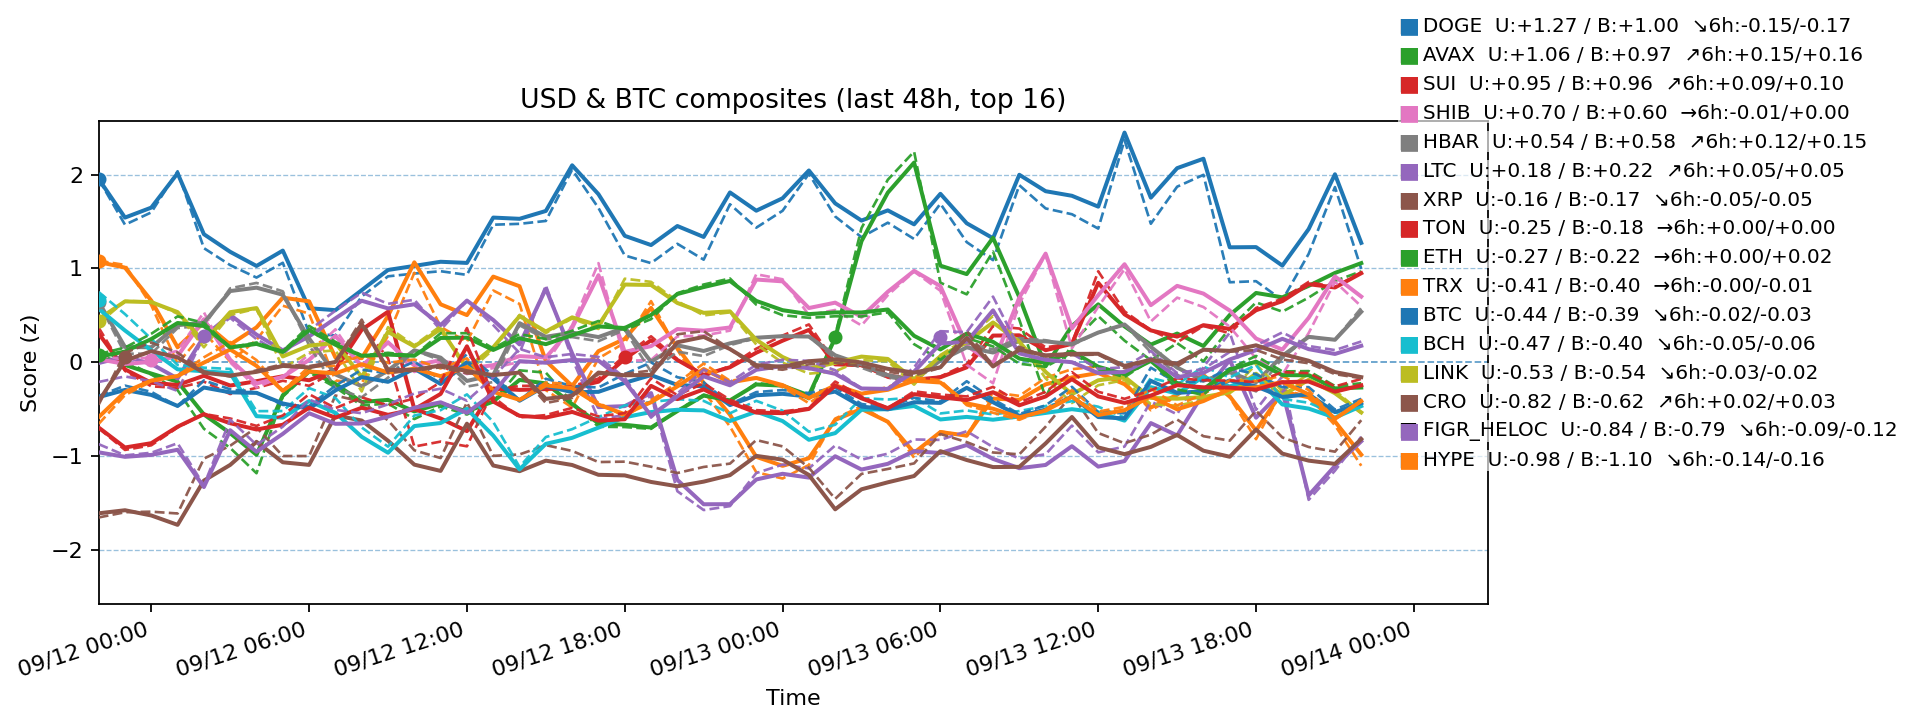 DOGE  U:+1.27 / B:+1.00  ↘6h:-0.15/-0.17
AVAX  U:+1.06 / B:+0.97  ↗6h:+0.15/+0.16
SUI  U:+0.95 / B:+0.96  ↗6h:+0.09/+0.10
SHIB  U:+0.70 / B:+0.60  →6h:-0.01/+0.00
HBAR  U:+0.54 / B:+0.58  ↗6h:+0.12/+0.15
LTC  U:+0.18 / B:+0.22  ↗6h:+0.05/+0.05
XRP  U:-0.16 / B:-0.17  ↘6h:-0.05/-0.05
TON  U:-0.25 / B:-0.18  →6h:+0.00/+0.00
ETH  U:-0.27 / B:-0.22  →6h:+0.00/+0.02
TRX  U:-0.41 / B:-0.40  →6h:-0.00/-0.01
BTC  U:-0.44 / B:-0.39  ↘6h:-0.02/-0.03
BCH  U:-0.47 / B:-0.40  ↘6h:-0.05/-0.06
LINK  U:-0.53 / B:-0.54  ↘6h:-0.03/-0.02
CRO  U:-0.82 / B:-0.62  ↗6h:+0.02/+0.03
FIGR_HELOC  U:-0.84 / B:-0.79  ↘6h:-0.09/-0.12
HYPE  U:-0.98 / B:-1.10  ↘6h:-0.14/-0.16
USD & BTC composites (last 48h, top 16)
Score (z)
2
1
0
−1
−2
09/12 00:00
09/12 06:00
09/12 12:00
09/12 18:00
09/13 00:00
09/13 06:00
09/13 12:00
09/13 18:00
09/14 00:00
Time